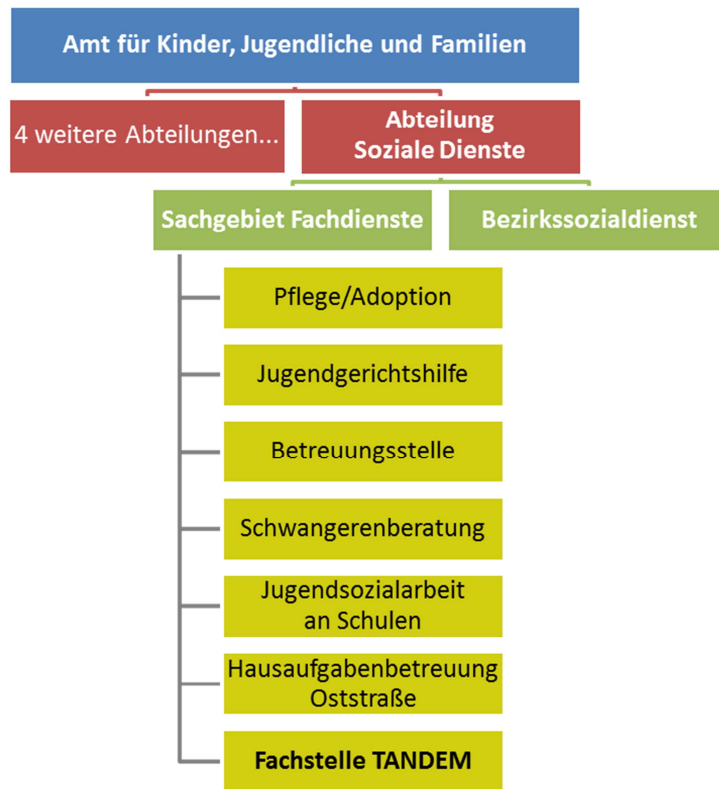 Amt für Kinder, Jugendliche und Familien
4 weitere Abteilungen...
Abteilung
Soziale Dienste
Sachgebiet Fachdienste
Bezirkssozialdienst
Pflege/Adoption
Jugendgerichtshilfe
Betreuungsstelle
Schwangerenberatung
Jugendsozialarbeit
an Schulen
Hausaufgabenbetreuung
Oststraße
Fachstelle TANDEM